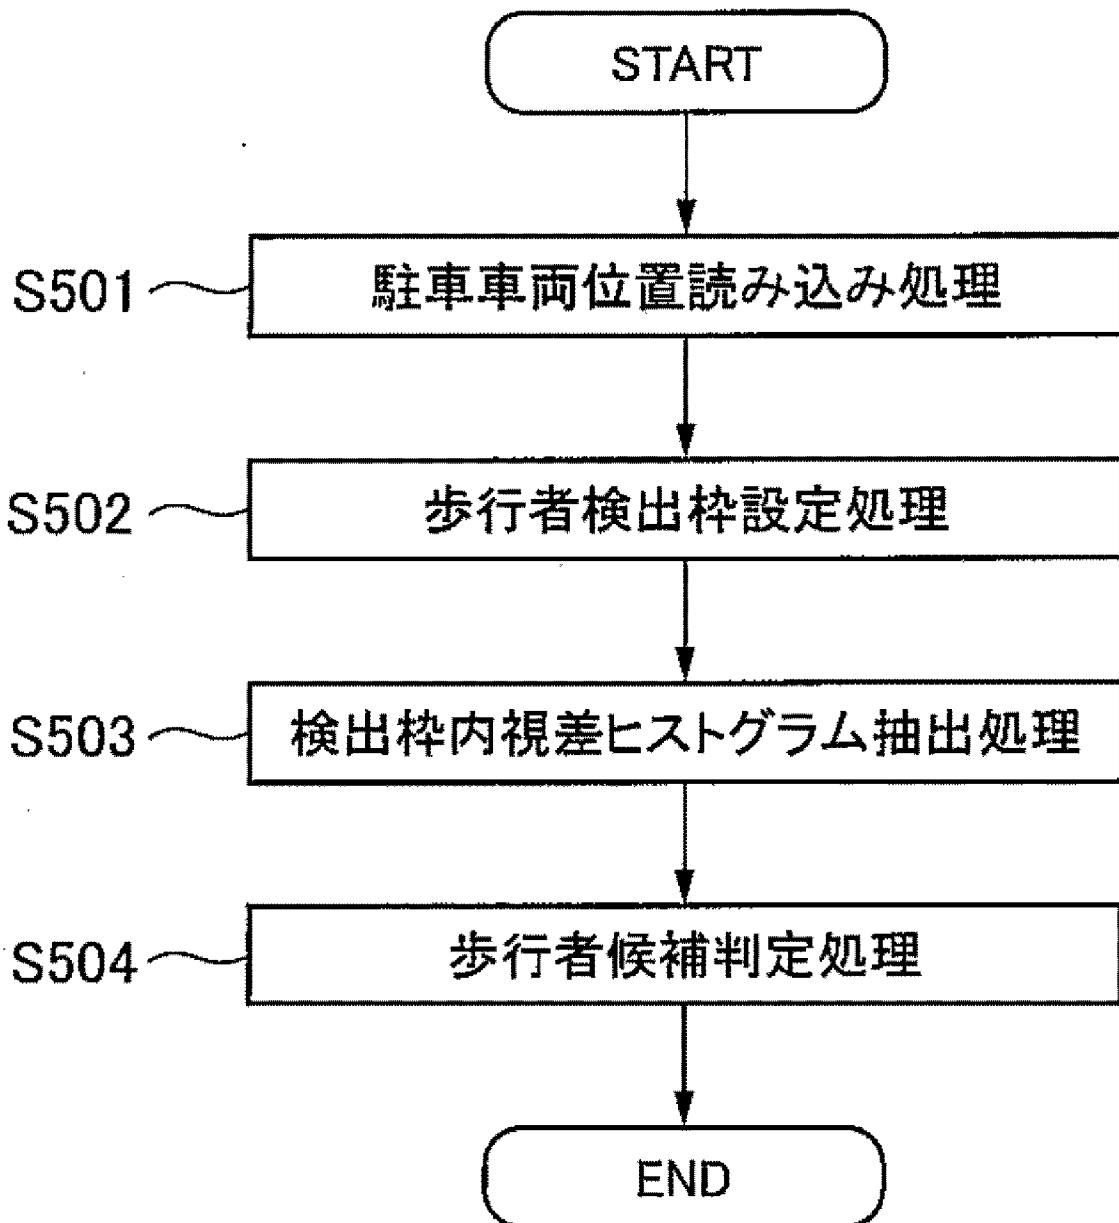 START
S501 駐車車両位置読み込み処理
S502 歩行者検出枠設定処理
S503 検出枠内視差ヒストグラム抽出処理
S504 歩行者候補判定処理
END